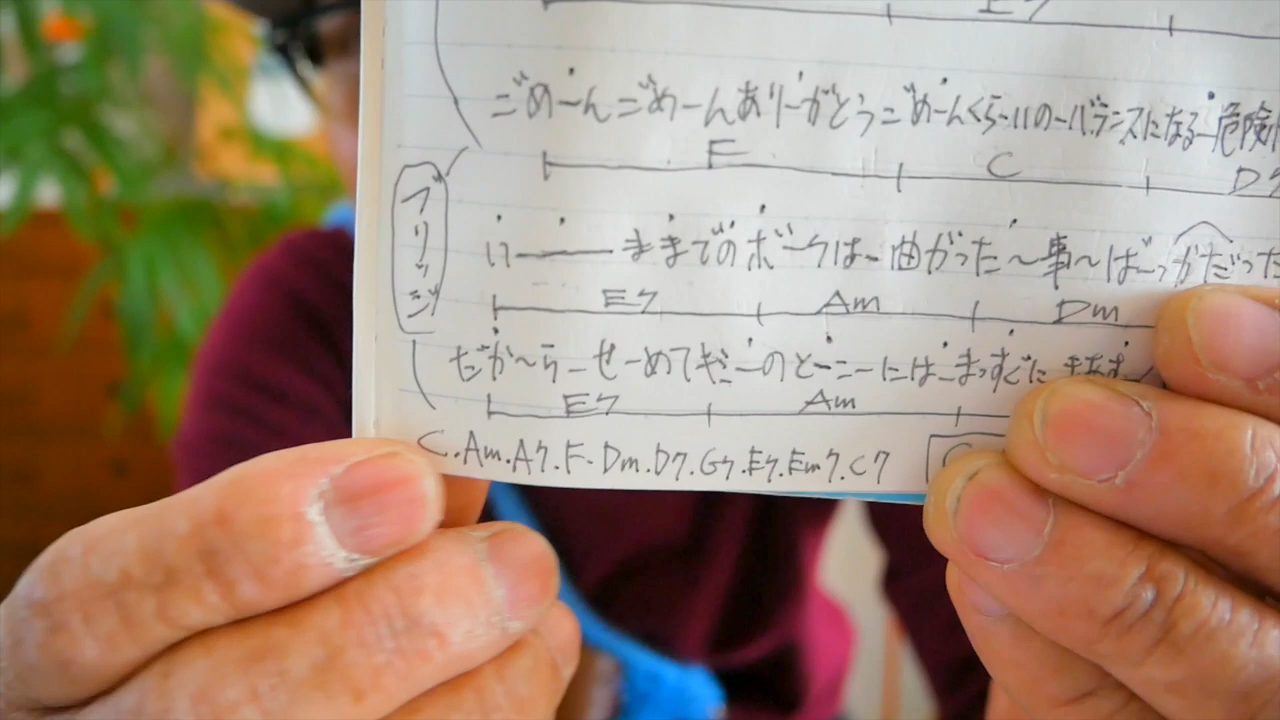 E7
ごめーんごめーんありーがとうごめーんくらーいのーバランスになるー危険
F C D7
ブリッジ
いーーままでのボークはー曲がった〜事〜ばーっかだった
E7 Am Dm
だか〜らーせーめてギミーのとーこーにはーまっすぐに
E7 Am
C.Am.A7.F.Dm.D7.G7.E7.Em7.C7